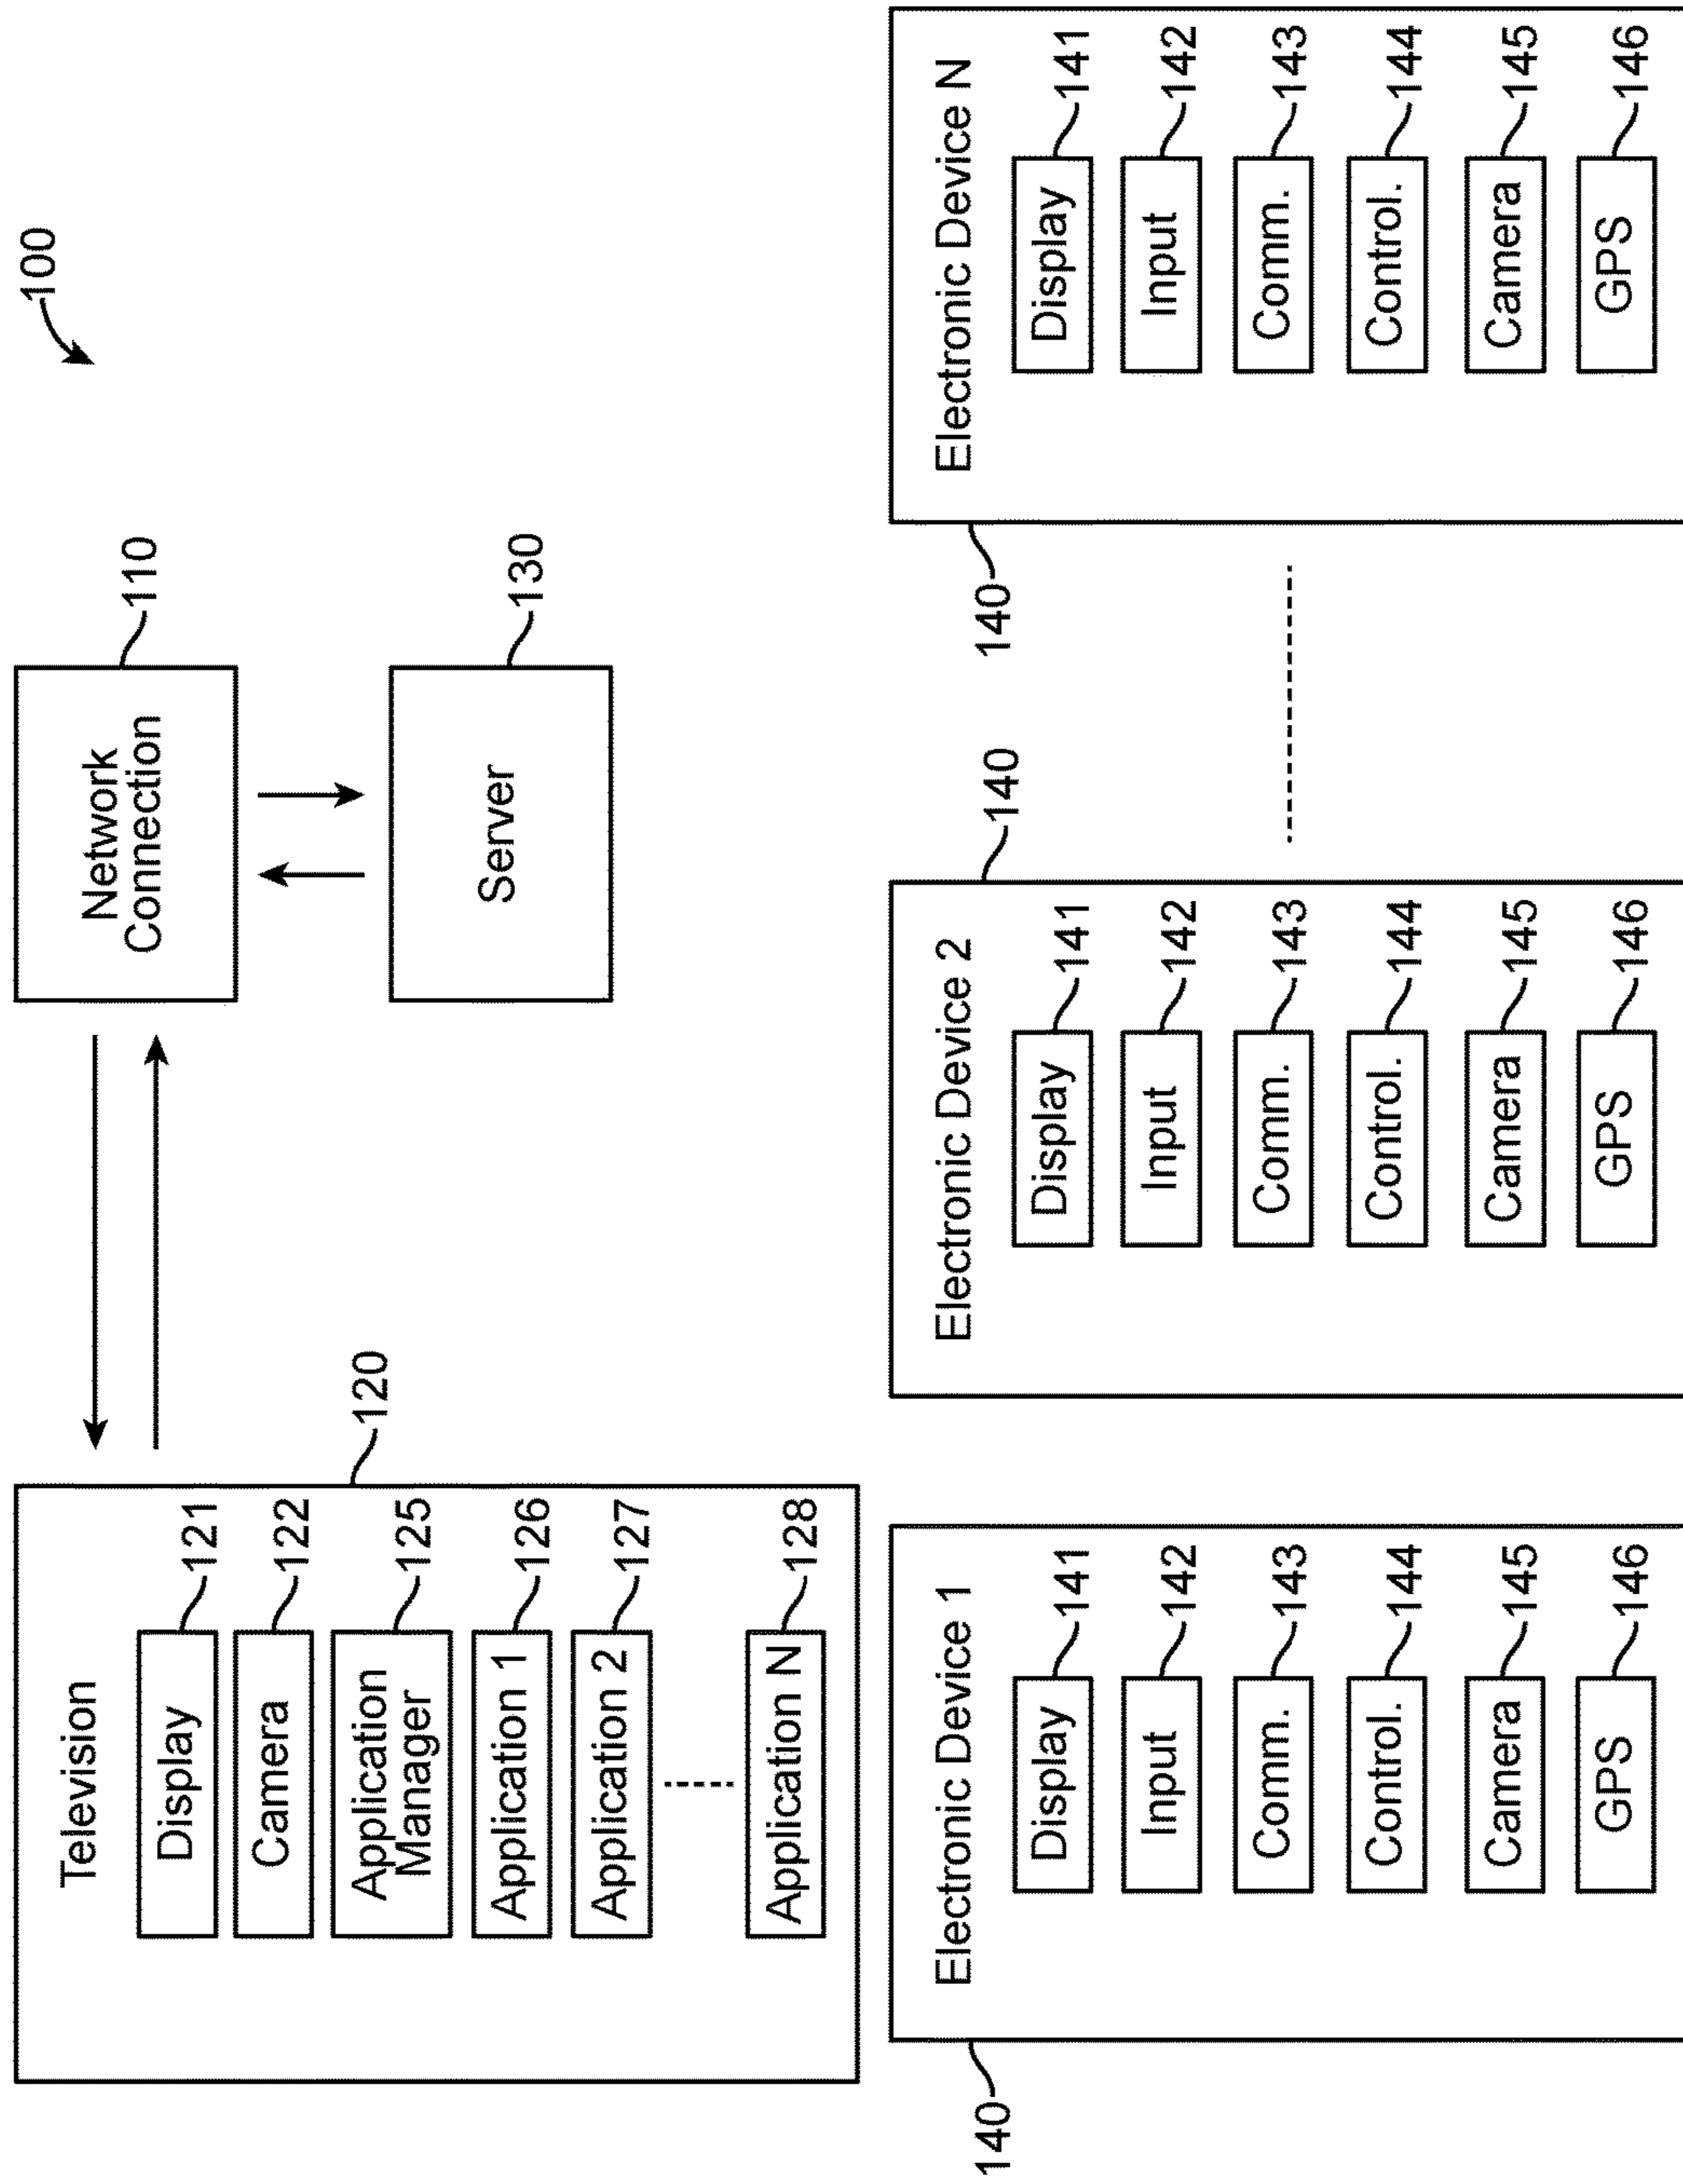 100
Television
Display
121
Camera
122
Application
Manager
125
Application 1
126
Application 2
127
Application N
128
120
Network
Connection
110
Server
130
Electronic Device 1
Display
141
Input
142
Comm.
143
Control.
144
Camera
145
GPS
146
140
Electronic Device 2
Display
141
Input
142
Comm.
143
Control.
144
Camera
145
GPS
146
140
Electronic Device N
Display
141
Input
142
Comm.
143
Control.
144
Camera
145
GPS
146
140